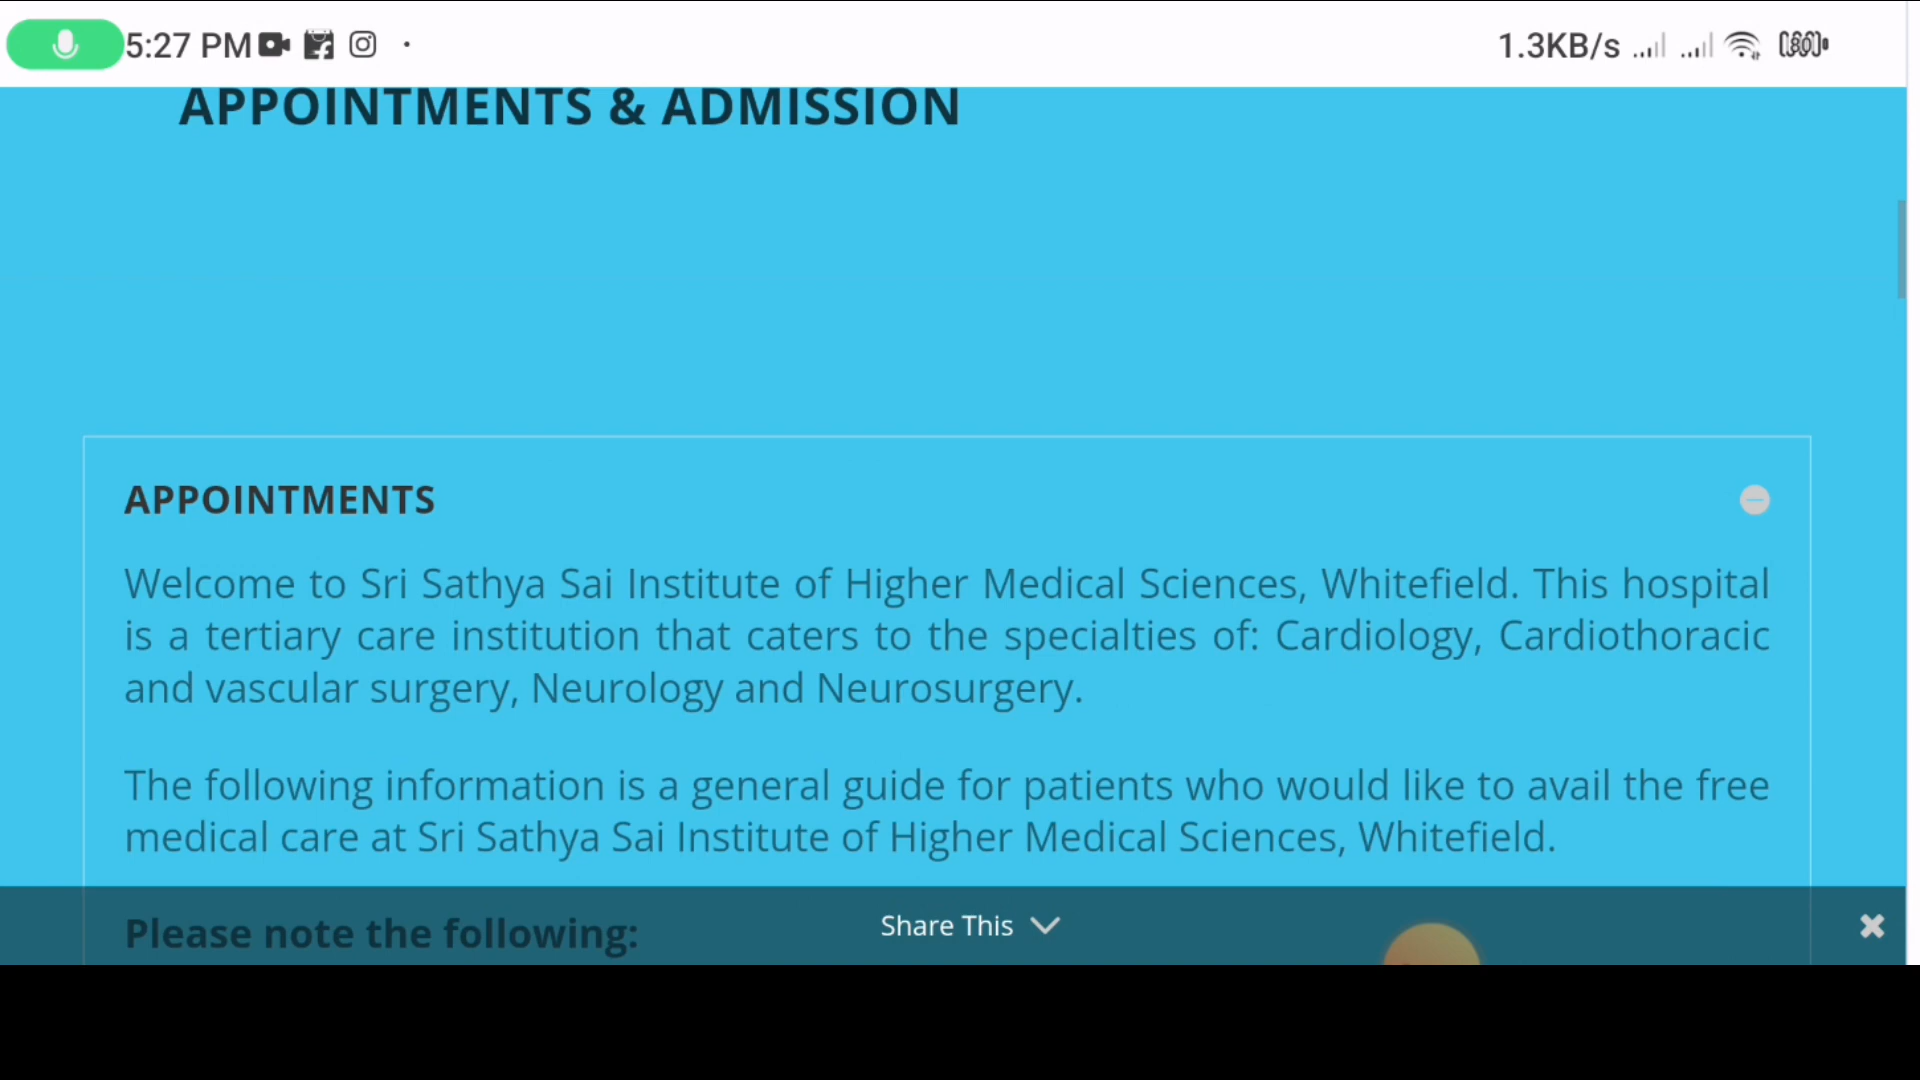 5:27 PM
1.3KB/s
80
APPOINTMENTS & ADMISSION
APPOINTMENTS
Welcome to Sri Sathya Sai Institute of Higher Medical Sciences, Whitefield. This hospital
is a tertiary care institution that caters to the specialties of: Cardiology, Cardiothoracic
and vascular surgery, Neurology and Neurosurgery.
The following information is a general guide for patients who would like to avail the free
medical care at Sri Sathya Sai Institute of Higher Medical Sciences, Whitefield.
Please note the following:
Share This